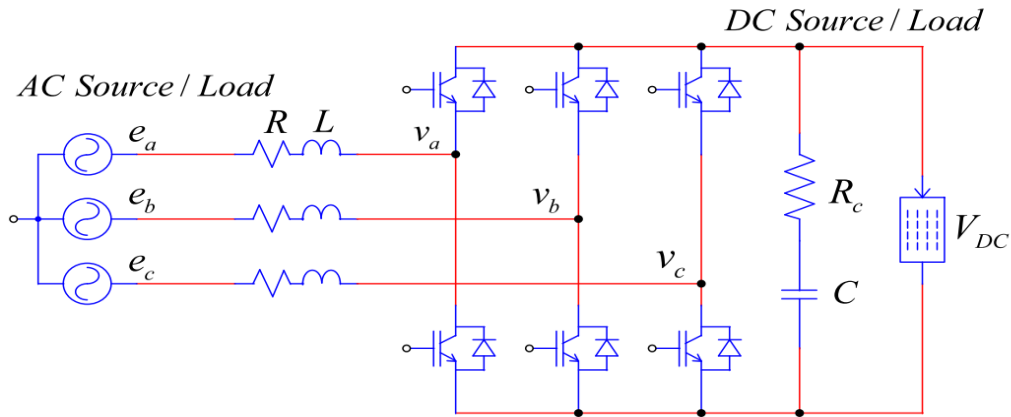 DC Source / Load
AC Source / Load
e_a
R L
v_a
e_b
v_b
R_c
V_DC
e_c
v_c
C